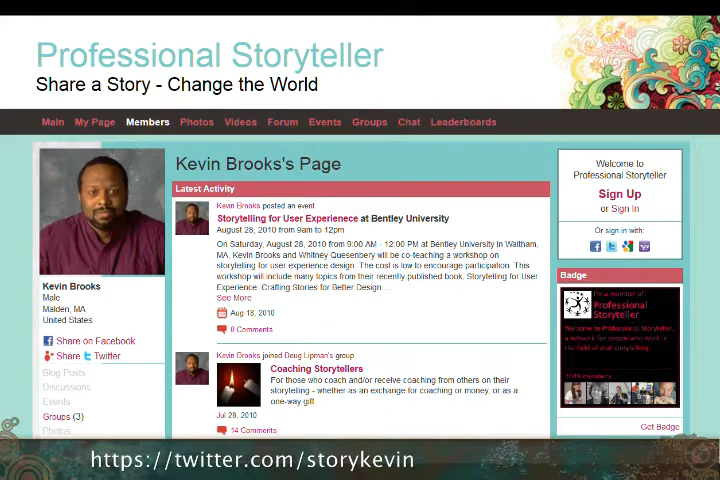 Professional Storyteller
Share a Story - Change the World
Main My Page Members Photos Videos Forum Events Groups Chat Leaderboards
Kevin Brooks's Page
Latest Activity
Kevin Brooks posted an event
Storytelling for User Experienece at Bentley University
August 28, 2010 from 9am to 12pm
On Saturday, August 28, 2010 from 9:00 AM - 12:00 PM at Bentley University in Waltham,
MA, Kevin Brooks and Whitney Quesenbery will be co-teaching a workshop on
storytelling for user experience design. The cost is low to encourage participation. This
workshop will include many topics from their recently published book, Storytelling for User
Experience: Crafting Stories for Better Design....
See More
Aug 18, 2010
0 Comments
Kevin Brooks joined Doug Lipman's group
Coaching Storytellers
For those who coach and/or receive coaching from others on their
storytelling - whether as an exchange for coaching or money, or as a
one-way gift.
Jul 28, 2010
14 Comments
Kevin Brooks
Male
Malden, MA
United States
Share on Facebook
Share Twitter
Blog Posts
Discussions
Events
Groups (3)
Photos
Welcome to
Professional Storyteller
Sign Up
or Sign In
Or sign in with:
Badge
I'm a member of:
Professional
Storyteller
Welcome to Professional Storyteller,
a network for people who work in
the field of oral storytelling.
2049 members
Get Badge
https://twitter.com/storykevin